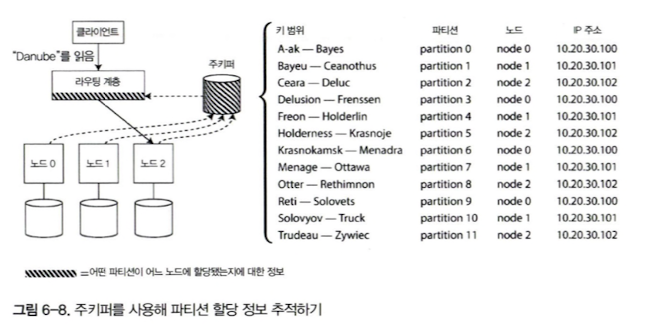 클라이언트
"Danube"를 읽음
라우팅 계층
주키퍼
노드 0 노드 1 노드 2
키 범위 파티션 노드 IP 주소
A-ak — Bayes partition 0 node 0 10.20.30.100
Bayeu — Ceanothus partition 1 node 1 10.20.30.101
Ceara — Deluc partition 2 node 2 10.20.30.102
Delusion — Frenssen partition 3 node 0 10.20.30.100
Freon — Holderlin partition 4 node 1 10.20.30.101
Holderness — Krasnoje partition 5 node 2 10.20.30.102
Krasnokamsk — Menadra partition 6 node 0 10.20.30.100
Menage — Ottawa partition 7 node 1 10.20.30.101
Otter — Rethimnon partition 8 node 2 10.20.30.102
Reti — Solovets partition 9 node 0 10.20.30.100
Solovyov — Truck partition 10 node 1 10.20.30.101
Trudeau — Zywiec partition 11 node 2 10.20.30.102
=어떤 파티션이 어느 노드에 할당됐는지에 대한 정보
그림 6-8. 주키퍼를 사용해 파티션 할당 정보 추적하기